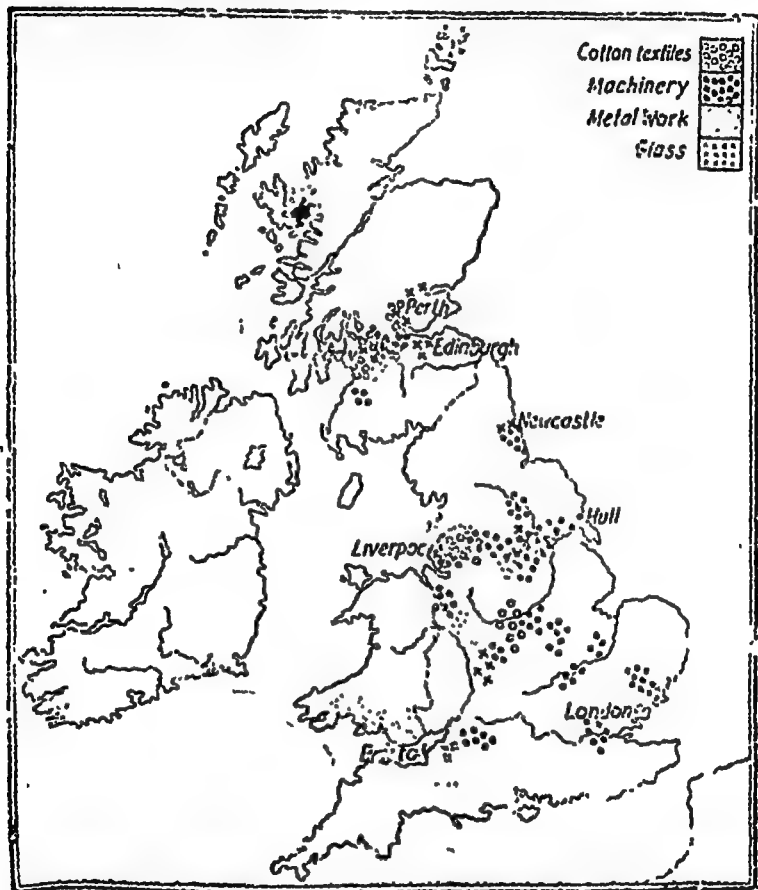 Cotton textiles
Machinery
Metal Work
Glass
Perth
Edinburgh
Newcastle
Hull
Liverpool
London
Bristol